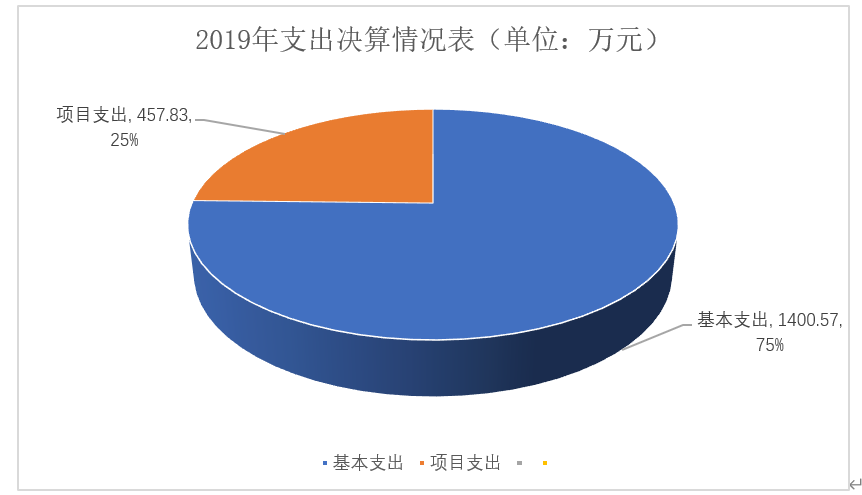 2019年支出决算情况表（单位：万元）
项目支出, 457.83,
25%
基本支出, 1400.57,
75%
基本支出 项目支出